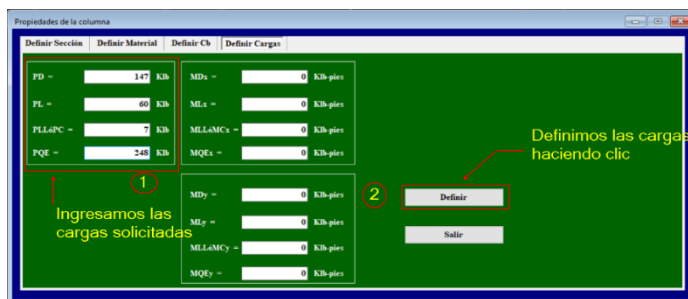 Propiedades de la columna
Definir Sección Definir Material Definir Cb Definir Cargas
PD = 147 Klb
PL = 60 Klb
PLLóPC = 7 Klb
PQE = 248 Klb
MDx = 0 Klb-pies
MLx = 0 Klb-pies
MLLóMCx = 0 Klb-pies
MQEx = 0 Klb-pies
1
Ingresamos las
cargas solicitadas
MDy = 0 Klb-pies
MLy = 0 Klb-pies
MLLóMCy = 0 Klb-pies
MQEy = 0 Klb-pies
Definimos las cargas
haciendo clic
2
Definir
Salir